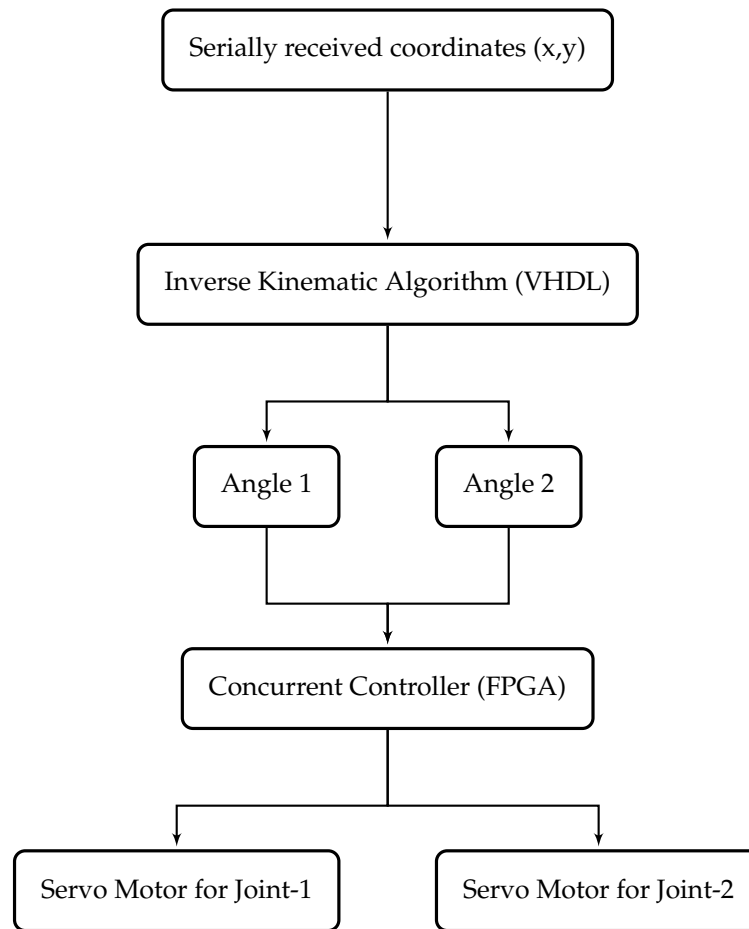 Serially received coordinates (x,y)
Inverse Kinematic Algorithm (VHDL)
Angle 1
Angle 2
Concurrent Controller (FPGA)
Servo Motor for Joint-1
Servo Motor for Joint-2